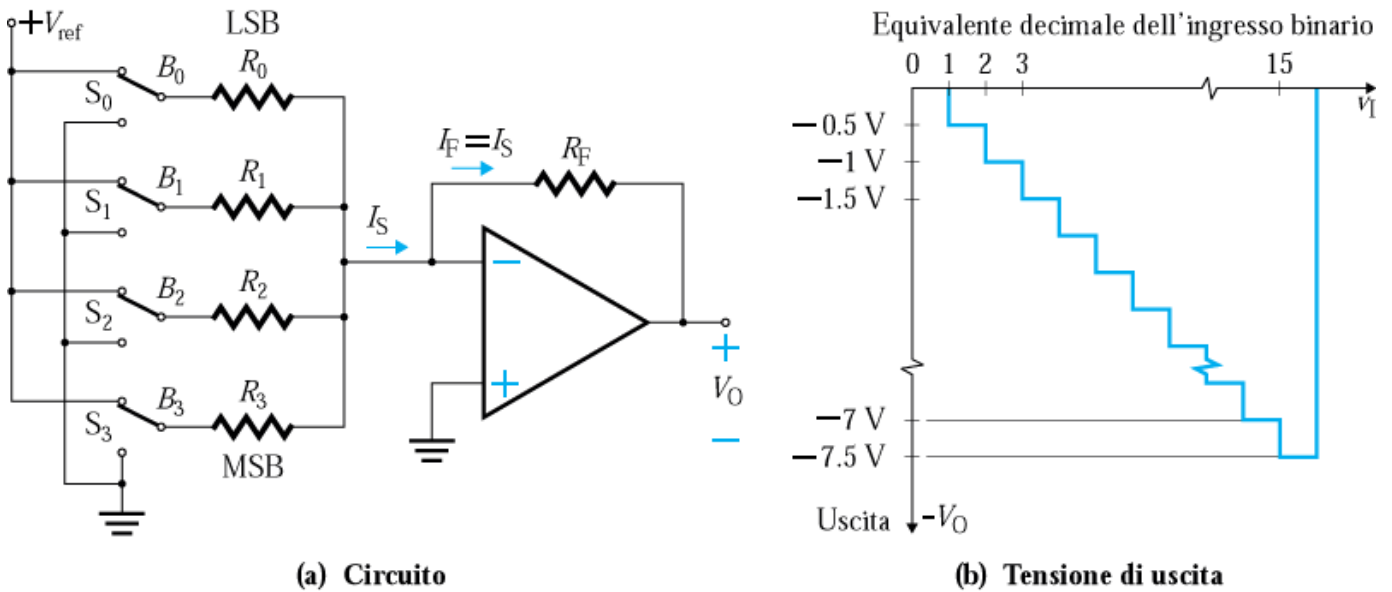 +V_ref
LSB
S_0 B_0 R_0
S_1 B_1 R_1
S_2 B_2 R_2
S_3 B_3 R_3
MSB
I_S
I_F = I_S
R_F
−
+
+
V_O
−
(a) Circuito
Equivalente decimale dell'ingresso binario
0 1 2 3 15
v_I
−0.5 V
−1 V
−1.5 V
−7 V
−7.5 V
Uscita -V_O
(b) Tensione di uscita